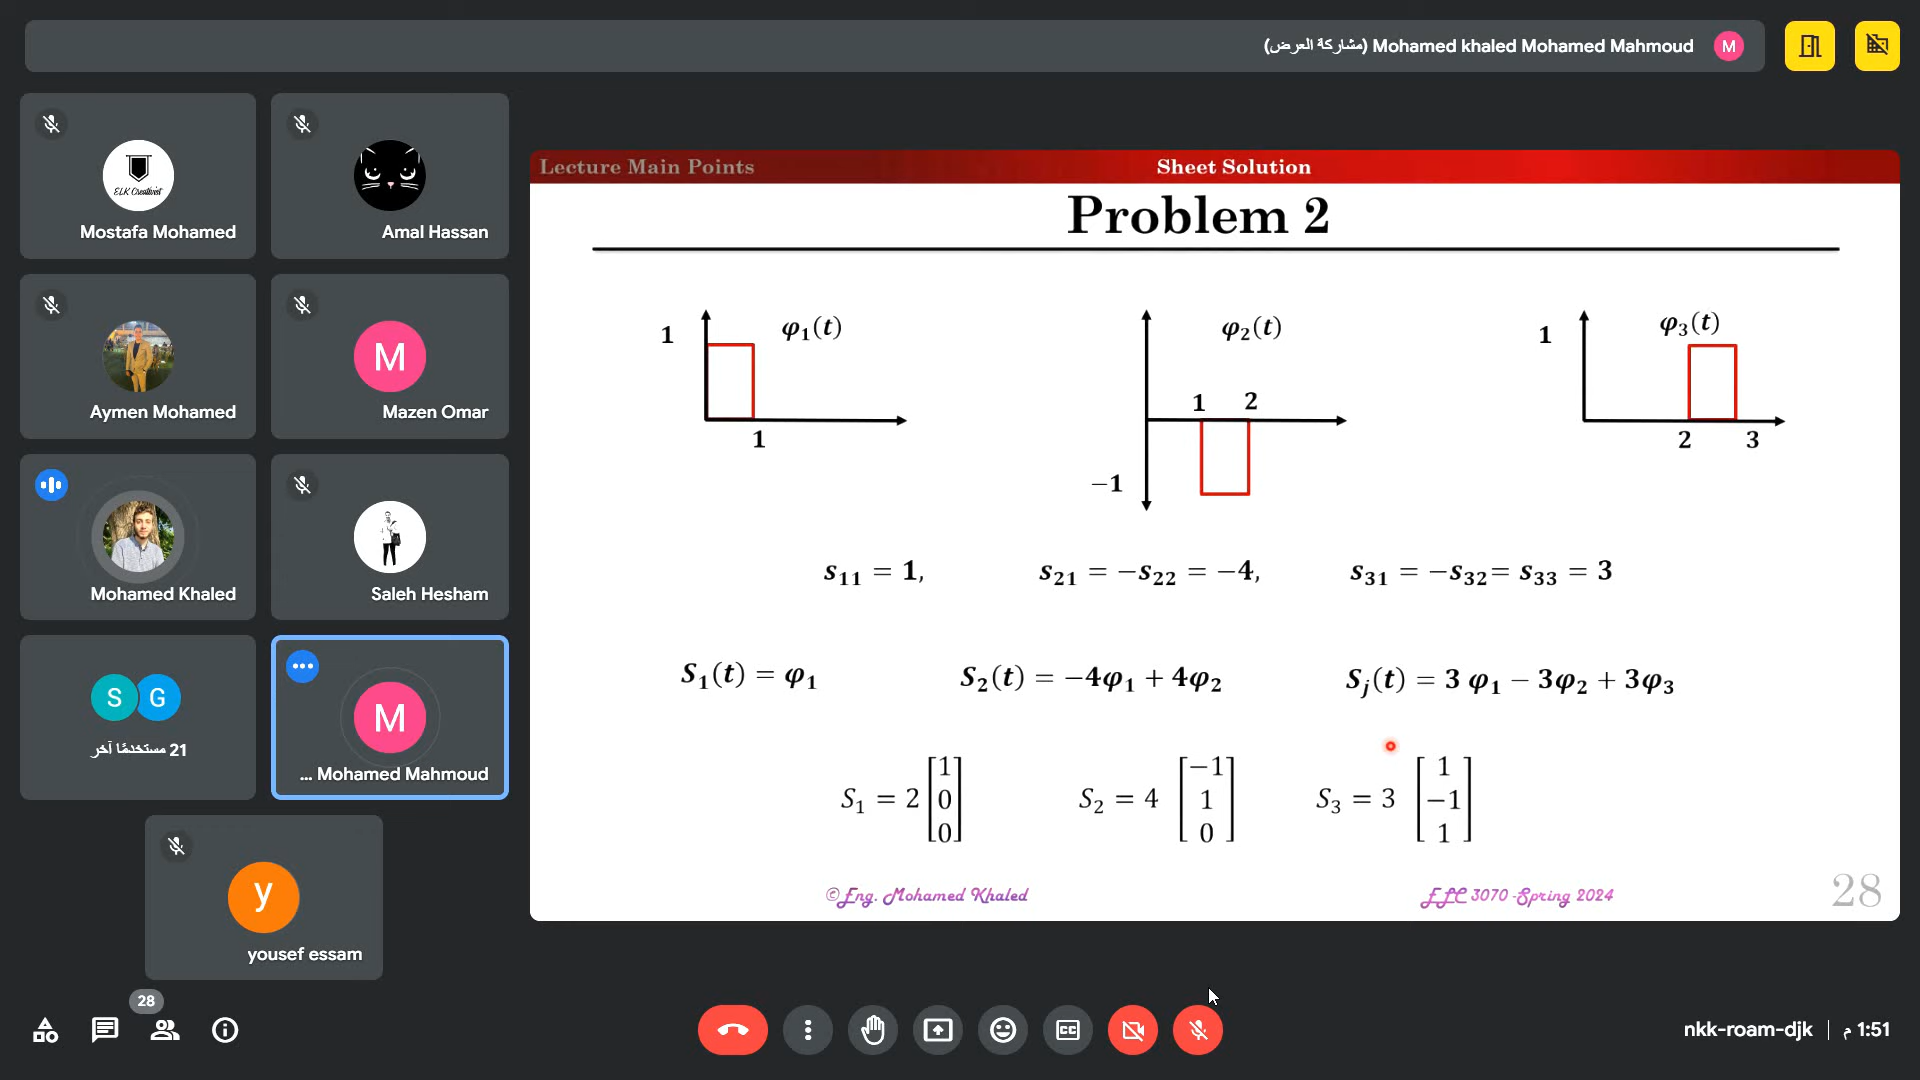 Mohamed khaled Mohamed Mahmoud (مشاركة العرض)
M
ELK Creativist
Mostafa Mohamed
Amal Hassan
Aymen Mohamed
M
Mazen Omar
Mohamed Khaled
Saleh Hesham
S G
21 مستخدمًا آخر
M
... Mohamed Mahmoud
y
yousef essam
Lecture Main Points
Sheet Solution
Problem 2
1
φ₁(t)
1
φ₂(t)
1 2
−1
1
φ₃(t)
2 3
s₁₁ = 1,
s₂₁ = −s₂₂ = −4,
s₃₁ = −s₃₂= s₃₃ = 3
S₁(t) = φ₁
S₂(t) = −4φ₁ + 4φ₂
Sⱼ(t) = 3 φ₁ − 3φ₂ + 3φ₃
S₁ = 2 [1 0 0]
S₂ = 4 [−1 1 0]
S₃ = 3 [1 −1 1]
©Eng. Mohamed Khaled
EEC 3070 -Spring 2024
28
28
CC
nkk-roam-djk | 1:51 م